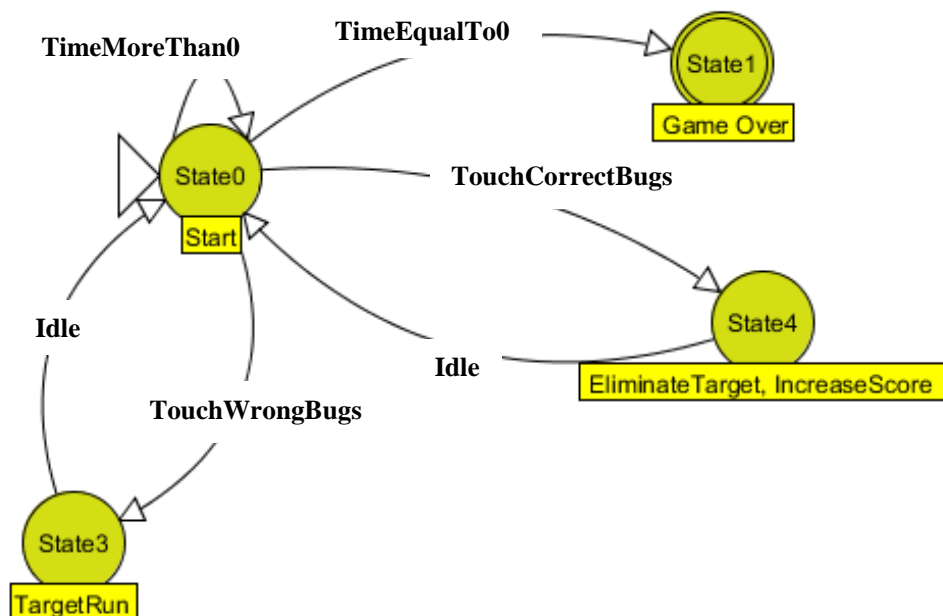 TimeMoreThan0
TimeEqualTo0
State1
Game Over
State0
Start
TouchCorrectBugs
State4
EliminateTarget, IncreaseScore
Idle
Idle
TouchWrongBugs
State3
TargetRun